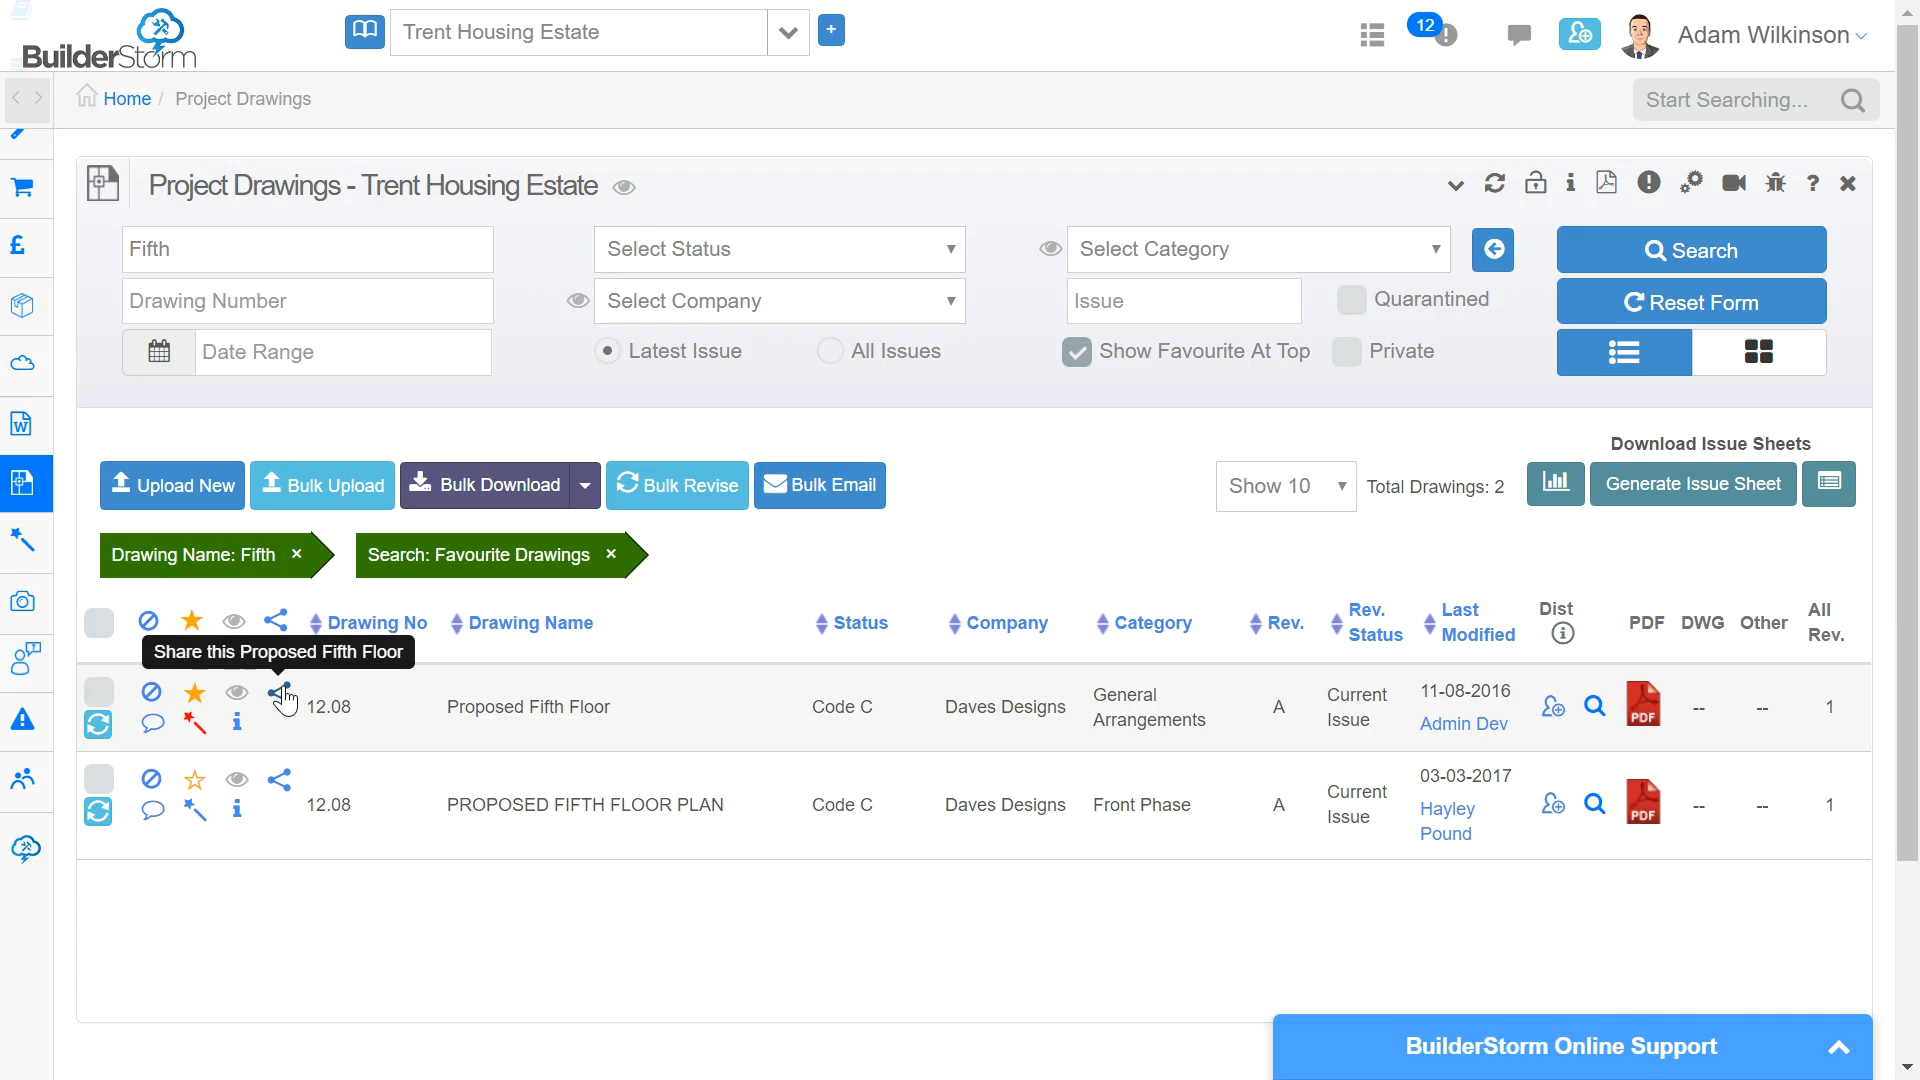 BuilderStorm
Trent Housing Estate
+
12
Adam Wilkinson
Home / Project Drawings
Start Searching...
Project Drawings - Trent Housing Estate
Fifth
Select Status
Select Category
Search
Drawing Number
Select Company
Issue
Quarantined
Reset Form
Date Range
Latest Issue
All Issues
Show Favourite At Top
Private
Download Issue Sheets
Upload New
Bulk Upload
Bulk Download
Bulk Revise
Bulk Email
Show 10
Total Drawings: 2
Generate Issue Sheet
Drawing Name: Fifth ×
Search: Favourite Drawings ×
Drawing No
Drawing Name
Status
Company
Category
Rev.
Rev.
Status
Last
Modified
Dist
PDF
DWG
Other
All
Rev.
Share this Proposed Fifth Floor
12.08
Proposed Fifth Floor
Code C
Daves Designs
General
Arrangements
A
Current
Issue
11-08-2016
Admin Dev
PDF
--
--
1
12.08
PROPOSED FIFTH FLOOR PLAN
Code C
Daves Designs
Front Phase
A
Current
Issue
03-03-2017
Hayley
Pound
PDF
--
--
1
BuilderStorm Online Support